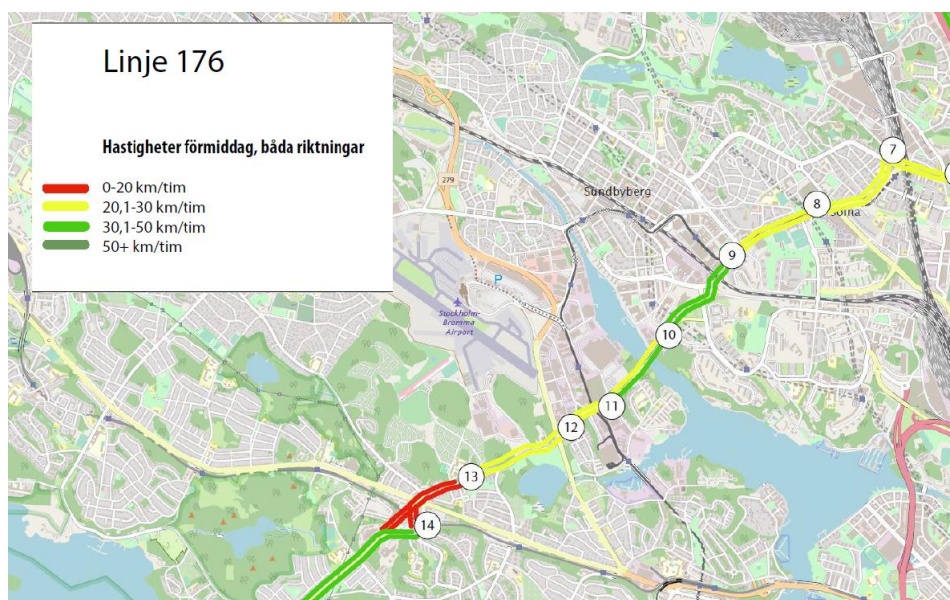 Linje 176
Hastigheter förmiddag, båda riktningar
0-20 km/tim
20,1-30 km/tim
30,1-50 km/tim
50+ km/tim
279
7
Sundbyberg
8
Solna
9
P
Stockholm-
Bromma
Airport
10
11
12
13
14